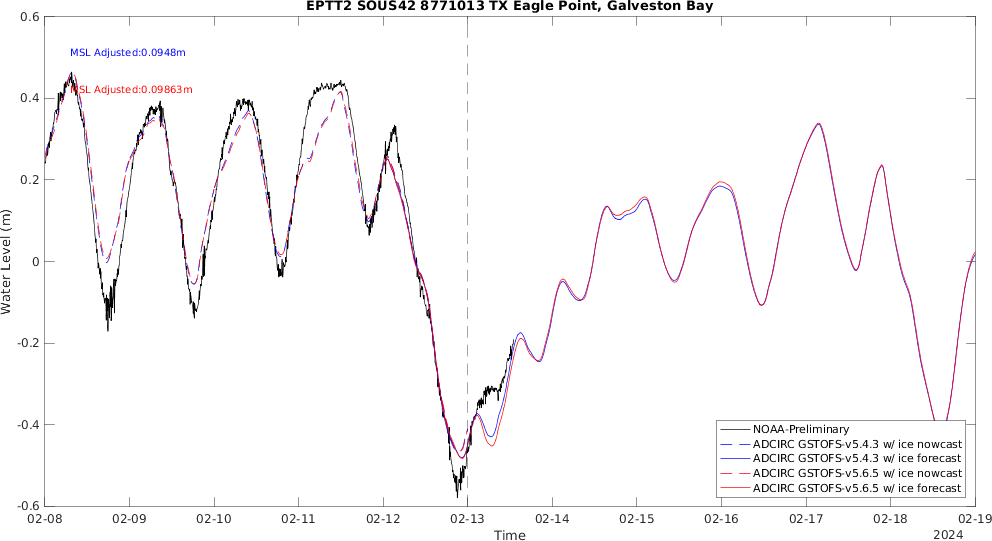 EPTT2 SOUS42 8771013 TX Eagle Point, Galveston Bay
0.6
MSL Adjusted:0.0948m
MSL Adjusted:0.09863m
0.4
0.2
0
-0.2
-0.4
-0.6
Water Level (m)
NOAA-Preliminary
ADCIRC GSTOFS-v5.4.3 w/ ice nowcast
ADCIRC GSTOFS-v5.4.3 w/ ice forecast
ADCIRC GSTOFS-v5.6.5 w/ ice nowcast
ADCIRC GSTOFS-v5.6.5 w/ ice forecast
02-08 02-09 02-10 02-11 02-12 02-13 02-14 02-15 02-16 02-17 02-18 02-19
Time
2024